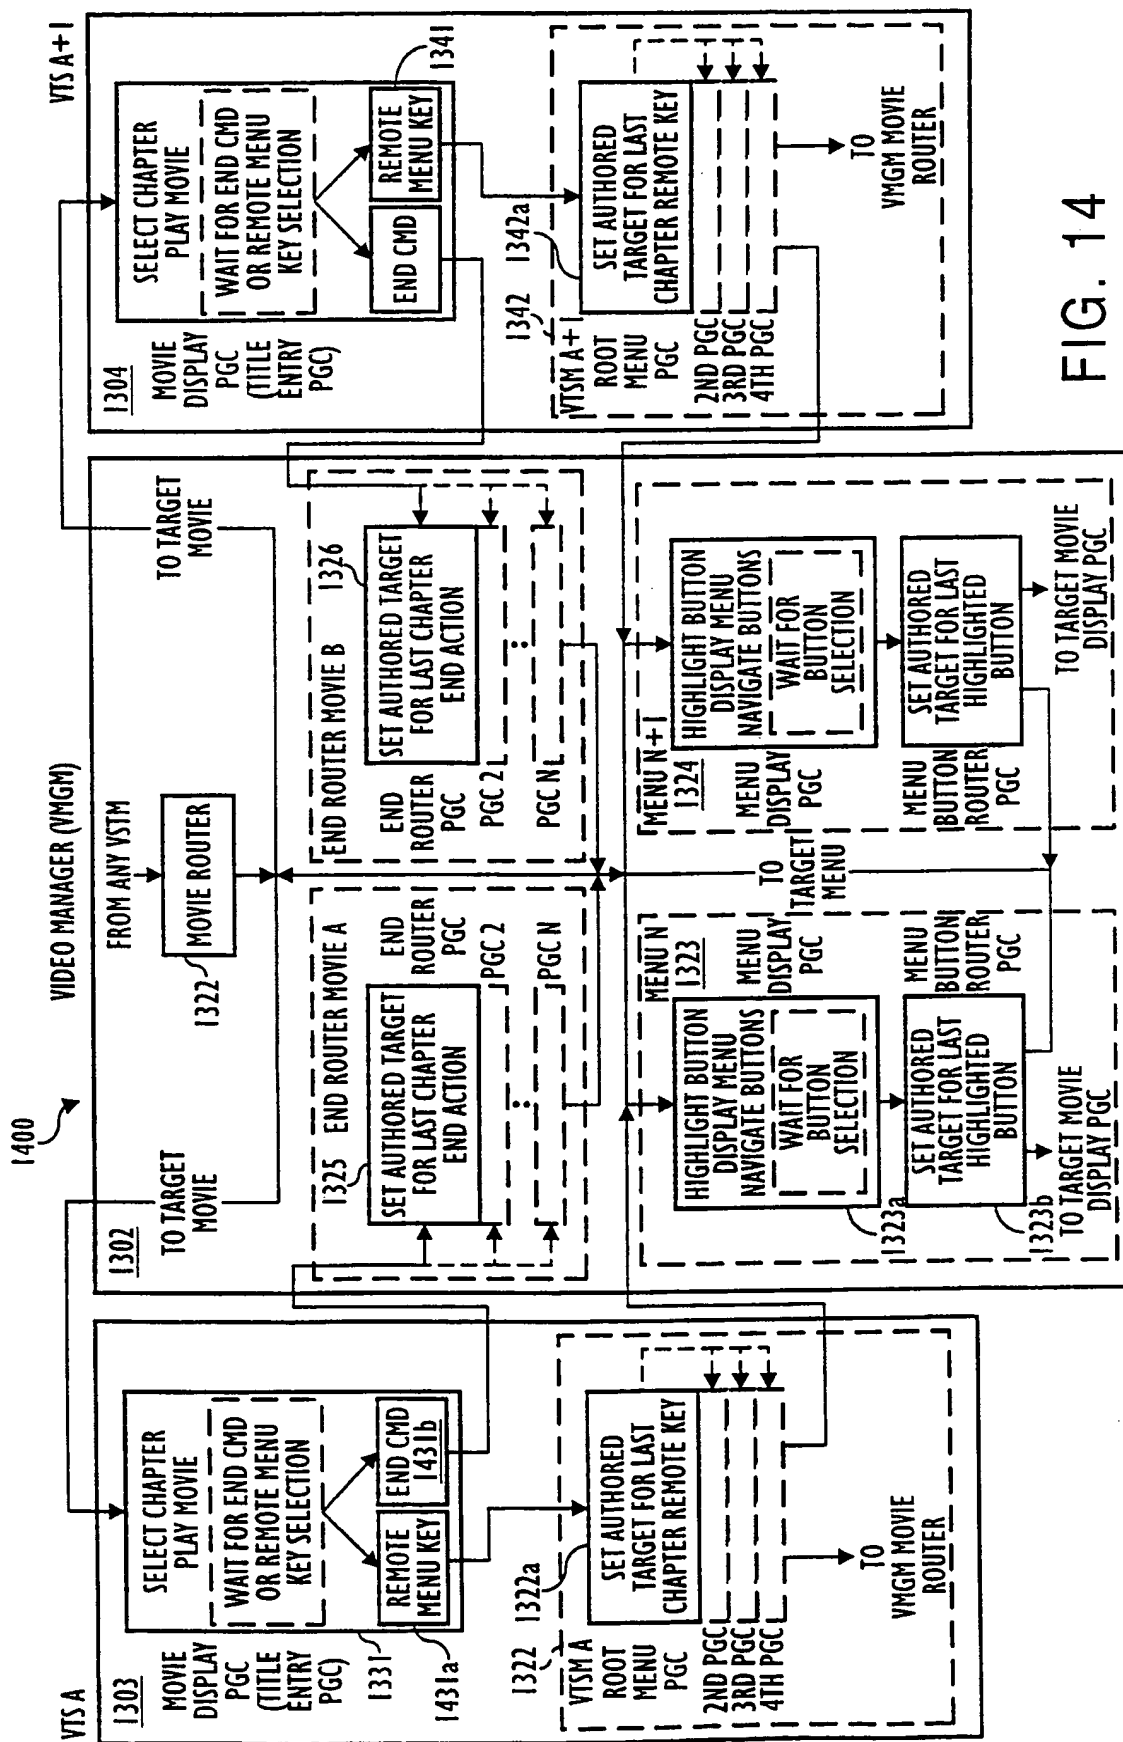 1400
VTS A
1303
MOVIE
DISPLAY
PGC
(TITLE
ENTRY
PGC)
SELECT CHAPTER
PLAY MOVIE
WAIT FOR END CMD
OR REMOTE MENU
KEY SELECTION
REMOTE
MENU KEY
END CMD
1431b
1331
1431a
1322
VTSM A
ROOT
MENU
PGC
1322a
SET AUTHORED
TARGET FOR LAST
CHAPTER REMOTE KEY
2ND PGC
3RD PGC
4TH PGC
TO
VMGM MOVIE
ROUTER
VIDEO MANAGER (VMGM)
1302
TO TARGET
MOVIE
FROM ANY VSTM
MOVIE ROUTER
1322
TO TARGET
MOVIE
1325
END ROUTER MOVIE A
SET AUTHORED TARGET
FOR LAST CHAPTER
END ACTION
END
ROUTER
PGC
PGC 2
PGC N
END ROUTER MOVIE B
1326
END
ROUTER
PGC
SET AUTHORED TARGET
FOR LAST CHAPTER
END ACTION
PGC 2
PGC N
MENU N
1323
HIGHLIGHT BUTTON
DISPLAY MENU
NAVIGATE BUTTONS
WAIT FOR
BUTTON
SELECTION
MENU
DISPLAY
PGC
1323a
SET AUTHORED
TARGET FOR LAST
HIGHLIGHTED
BUTTON
MENU
BUTTON
ROUTER
PGC
1323b
TO TARGET MOVIE
DISPLAY PGC
TO
TARGET
MENU
MENU N+1
1324
MENU
DISPLAY
PGC
HIGHLIGHT BUTTON
DISPLAY MENU
NAVIGATE BUTTONS
WAIT FOR
BUTTON
SELECTION
MENU
BUTTON
ROUTER
PGC
SET AUTHORED
TARGET FOR LAST
HIGHLIGHTED
BUTTON
TO TARGET MOVIE
DISPLAY PGC
VTS A+1
1304
MOVIE
DISPLAY
PGC
(TITLE
ENTRY
PGC)
SELECT CHAPTER
PLAY MOVIE
WAIT FOR END CMD
OR REMOTE MENU
KEY SELECTION
END CMD
REMOTE
MENU KEY
1341
1342
VTSM A+1
ROOT
MENU
PGC
1342a
SET AUTHORED
TARGET FOR LAST
CHAPTER REMOTE KEY
2ND PGC
3RD PGC
4TH PGC
TO
VMGM MOVIE
ROUTER
FIG. 14